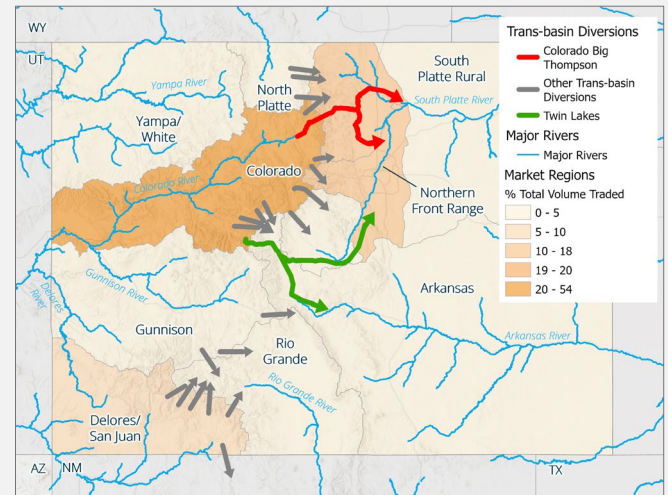 WY
UT
Yampa River
North
Platte
South
Platte Rural
South Platte River
Yampa/
White
Colorado
Colorado River
Northern
Front Range
Gunnison River
Dolores
River
Arkansas
Gunnison
Rio
Grande
Arkansas River
Rio Grande River
Delores/
San Juan
AZ
NM
TX
Trans-basin Diversions
Colorado Big
Thompson
Other Trans-basin
Diversions
Twin Lakes
Major Rivers
Major Rivers
Market Regions
% Total Volume Traded
0 - 5
5 - 10
10 - 18
19 - 20
20 - 54